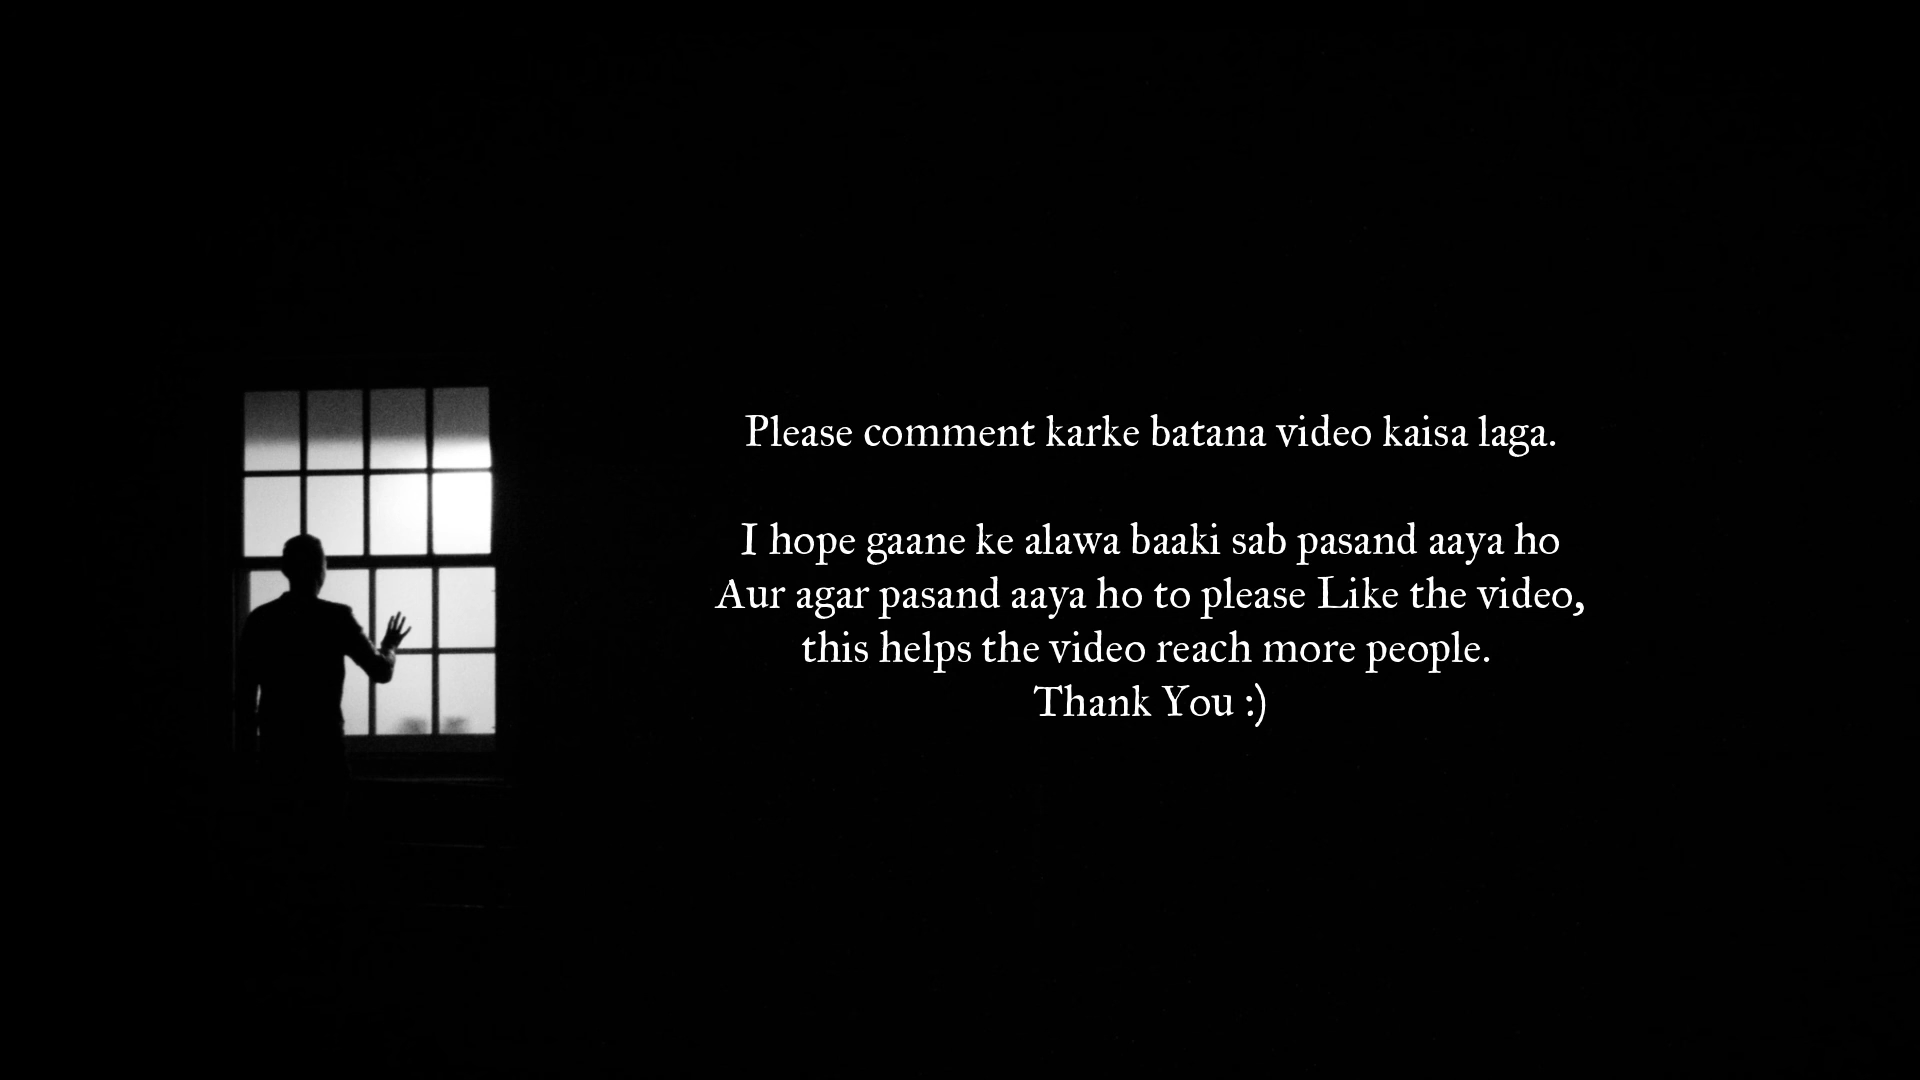 Please comment karke batana video kaisa laga.
I hope gaane ke alawa baaki sab pasand aaya ho
Aur agar pasand aaya ho to please Like the video,
this helps the video reach more people.
Thank You :)